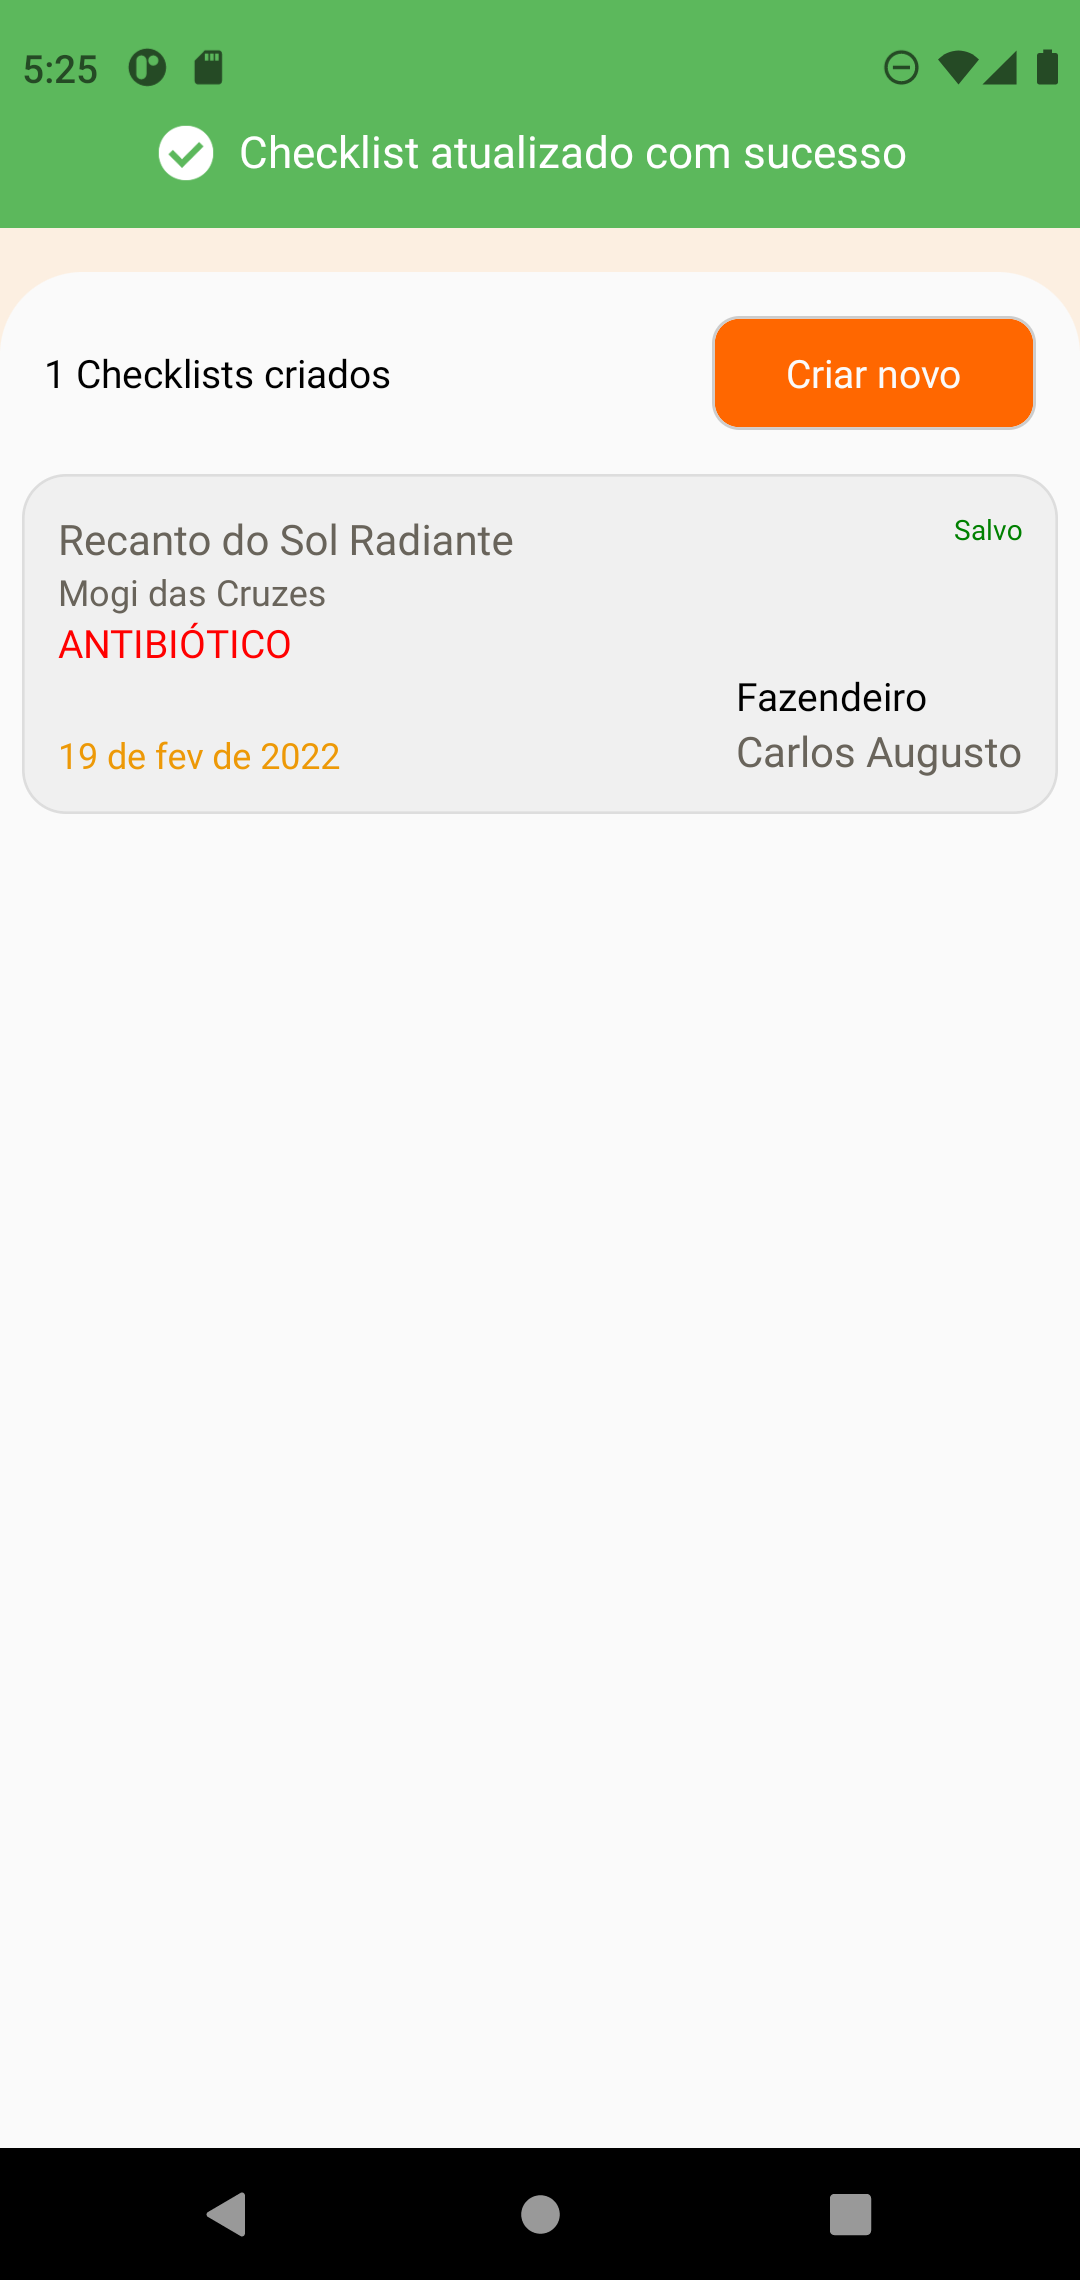 5:25
Checklist atualizado com sucesso
1 Checklists criados
Criar novo
Recanto do Sol Radiante
Salvo
Mogi das Cruzes
ANTIBIÓTICO
Fazendeiro
19 de fev de 2022
Carlos Augusto